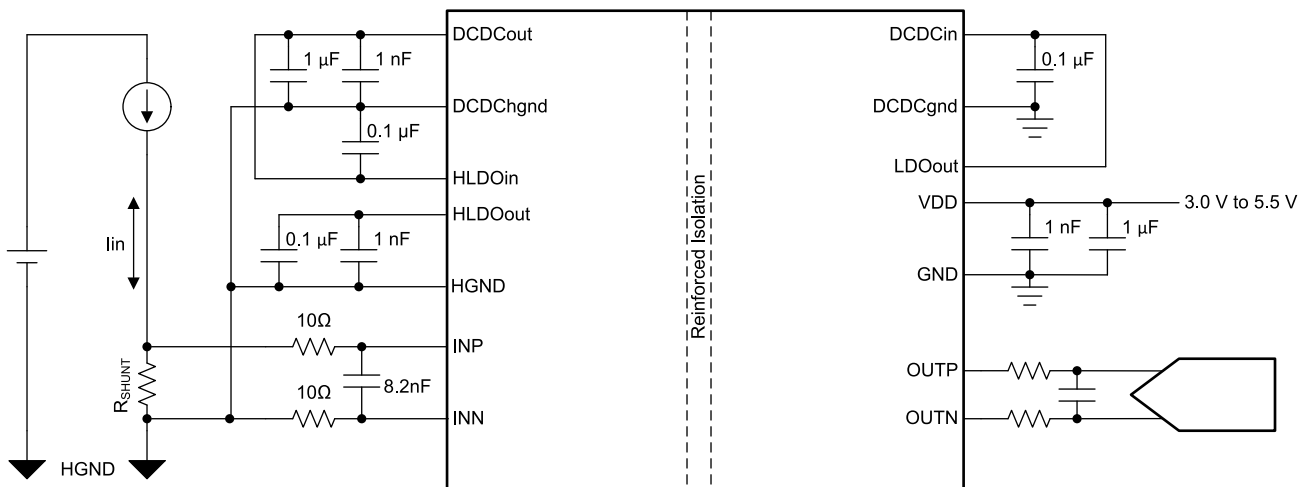 DCDCout
1 µF
1 nF
DCDChgnd
0.1 µF
HLDOin
HLDOout
0.1 µF
1 nF
HGND
Iin
10Ω
INP
8.2nF
RSHUNT
10Ω
INN
HGND
Reinforced Isolation
DCDCin
0.1 µF
DCDCgnd
LDOout
VDD
3.0 V to 5.5 V
1 nF
1 µF
GND
OUTP
OUTN